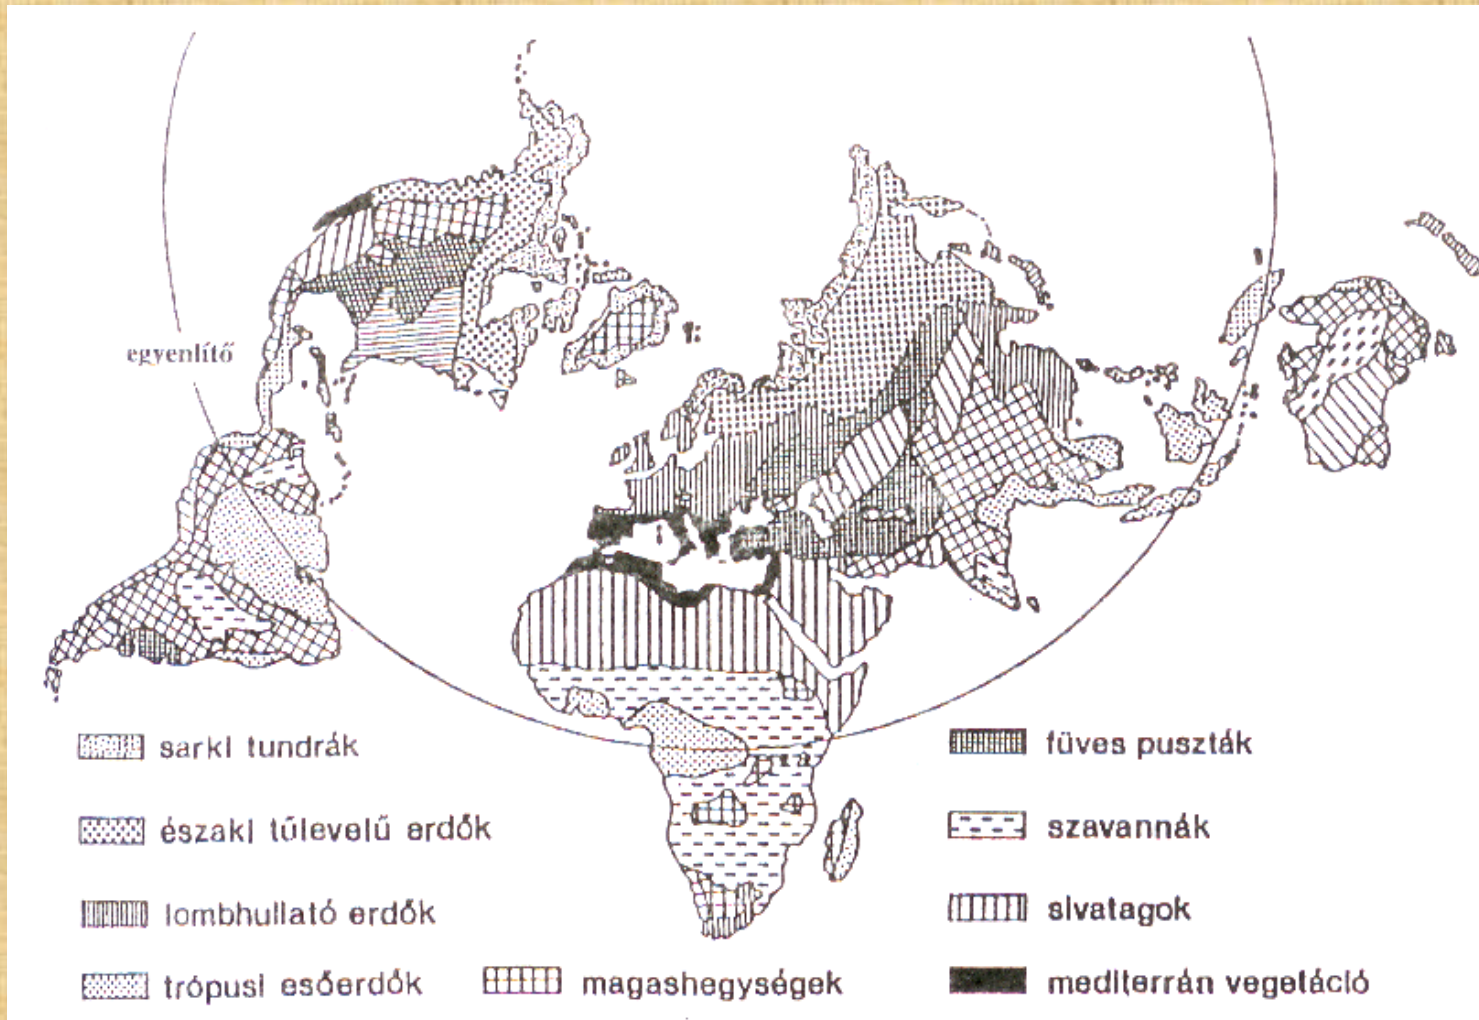 egyenlítő
sarki tundrák
északi tűlevelű erdők
lombhullató erdők
trópusi esőerdők
magashegységek
füves puszták
szavannák
sivatagok
mediterrán vegetáció